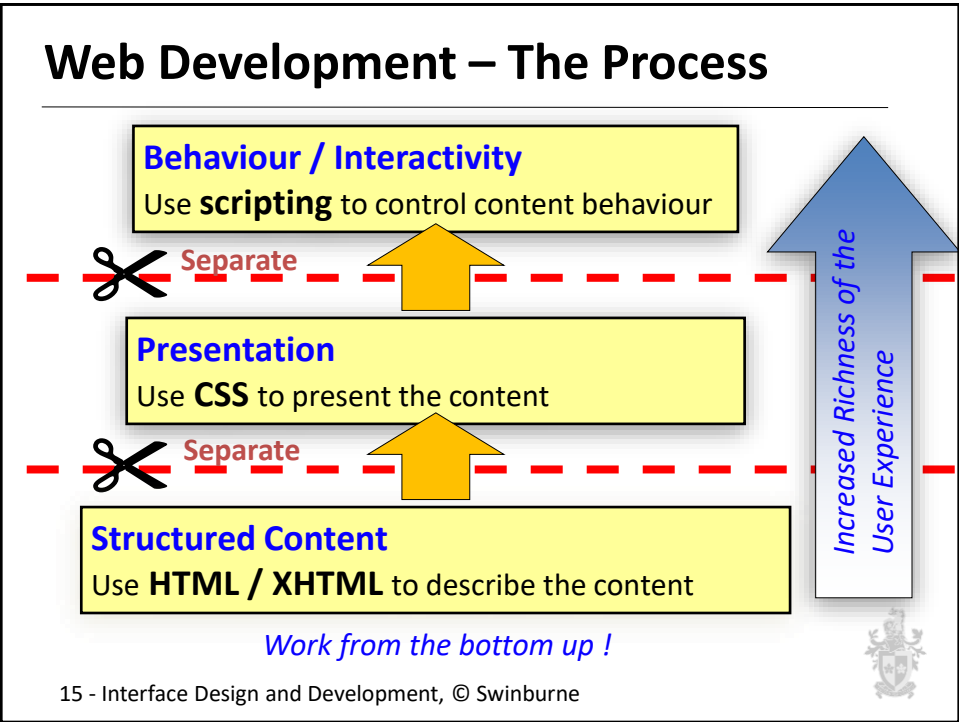 Web Development – The Process
Behaviour / Interactivity
Use scripting to control content behaviour
Separate
Presentation
Use CSS to present the content
Separate
Structured Content
Use HTML / XHTML to describe the content
Increased Richness of the
User Experience
Work from the bottom up !
15 - Interface Design and Development, © Swinburne